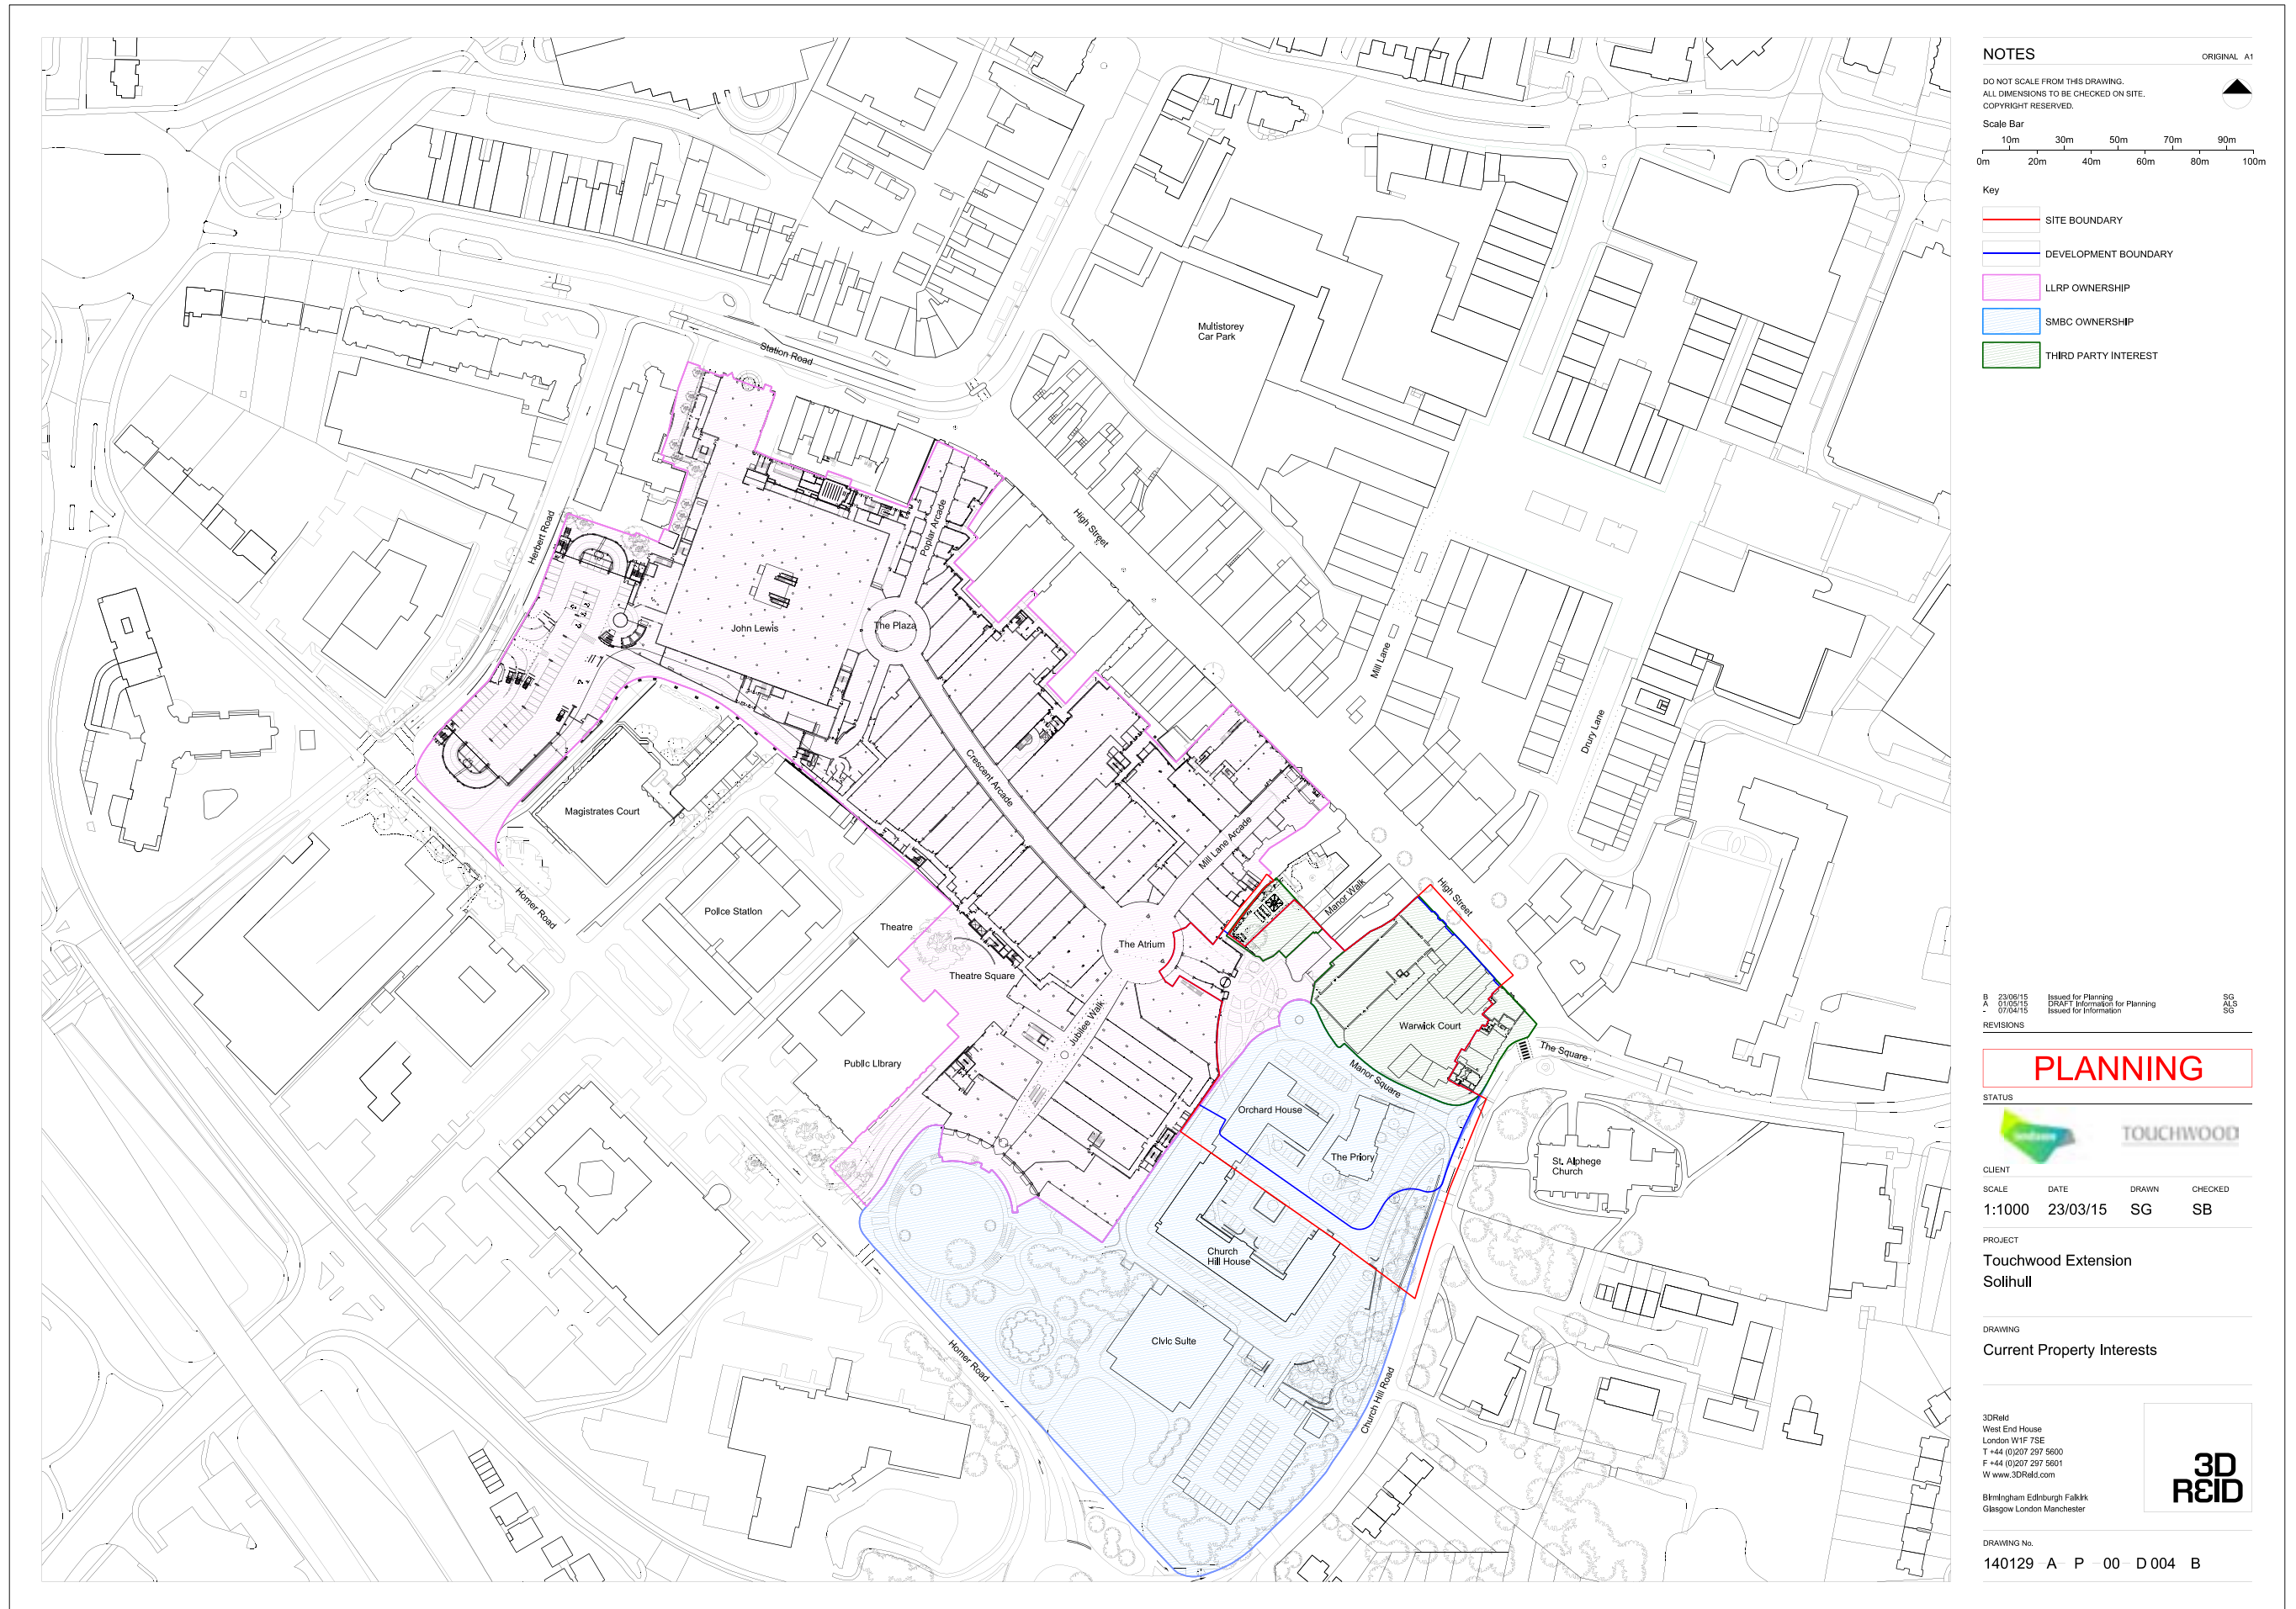 NOTES
ORIGINAL A1
DO NOT SCALE FROM THIS DRAWING.
ALL DIMENSIONS TO BE CHECKED ON SITE.
COPYRIGHT RESERVED.
Scale Bar
10m 30m 50m 70m 90m
0m 20m 40m 60m 80m 100m
Key
SITE BOUNDARY
DEVELOPMENT BOUNDARY
LLRP OWNERSHIP
SMBC OWNERSHIP
THIRD PARTY INTEREST
Station Road
Multistorey
Car Park
Herbert Road
Poplar Arcade
High Street
John Lewis
The Plaza
Mill Lane
Drury Lane
Crescent Arcade
Magistrates Court
Mill Lane Arcade
Homer Road
Police Station
Manor Walk
High Street
Theatre
The Atrium
Theatre Square
Jubilee Walk
Warwick Court
Public Library
The Square
Manor Square
Orchard House
The Priory
St. Alphege
Church
Church
Hill House
Civic Suite
Homer Road
Church Hill Road
B 23/06/15 Issued for Planning SG
A 01/05/15 DRAFT Information for Planning ALS
- 07/04/15 Issued for Information SG
REVISIONS
PLANNING
STATUS
TOUCHWOOD
CLIENT
SCALE DATE DRAWN CHECKED
1:1000 23/03/15 SG SB
PROJECT
Touchwood Extension
Solihull
DRAWING
Current Property Interests
3DReid
West End House
London W1F 7SE
T +44 (0)207 297 5600
F +44 (0)207 297 5601
W www.3DReid.com
Birmingham Edinburgh Falkirk
Glasgow London Manchester
3D
REID
DRAWING No.
140129 A P 00 D 004 B